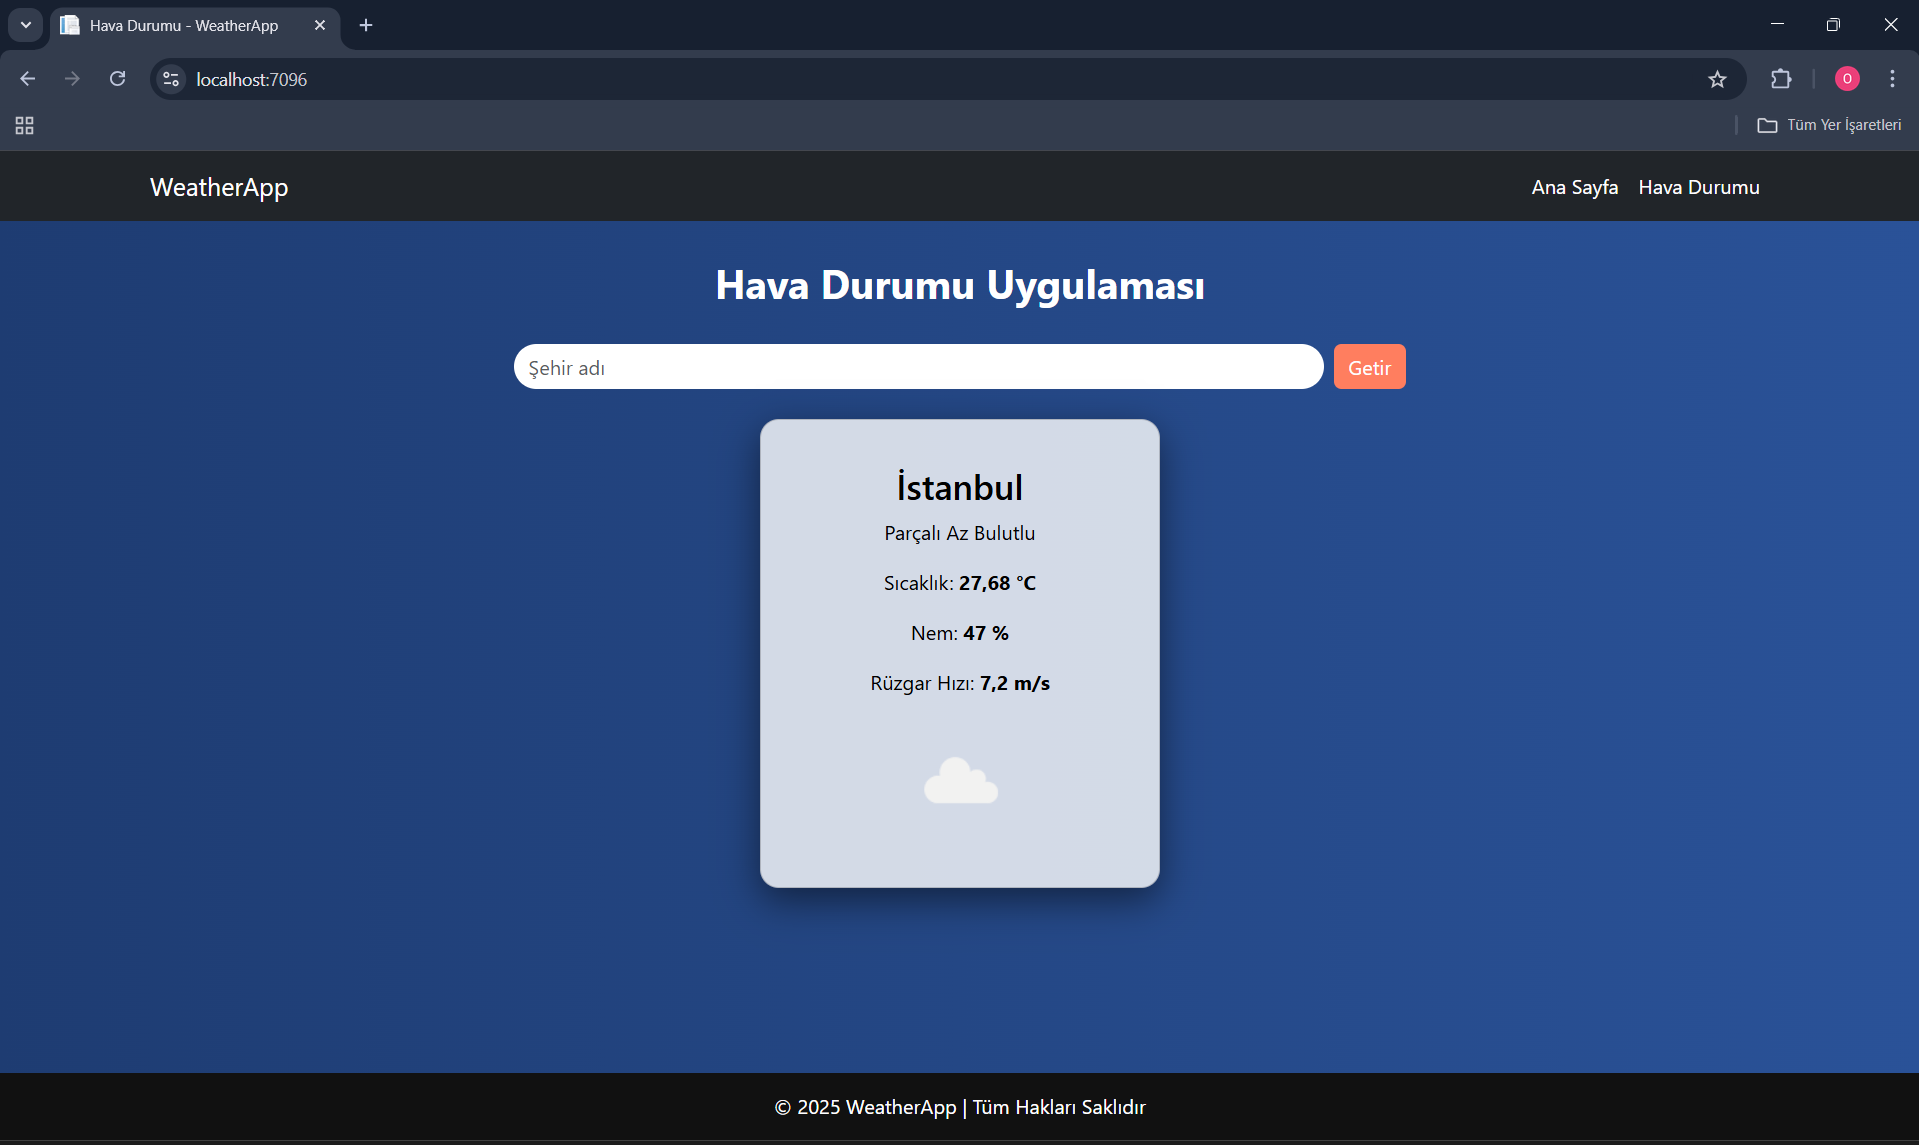 Hava Durumu - WeatherApp
localhost:7096
O
Tüm Yer İşaretleri
WeatherApp
Ana Sayfa
Hava Durumu
Hava Durumu Uygulaması
Şehir adı
Getir
İstanbul
Parçalı Az Bulutlu
Sıcaklık: 27,68 °C
Nem: 47 %
Rüzgar Hızı: 7,2 m/s
© 2025 WeatherApp | Tüm Hakları Saklıdır